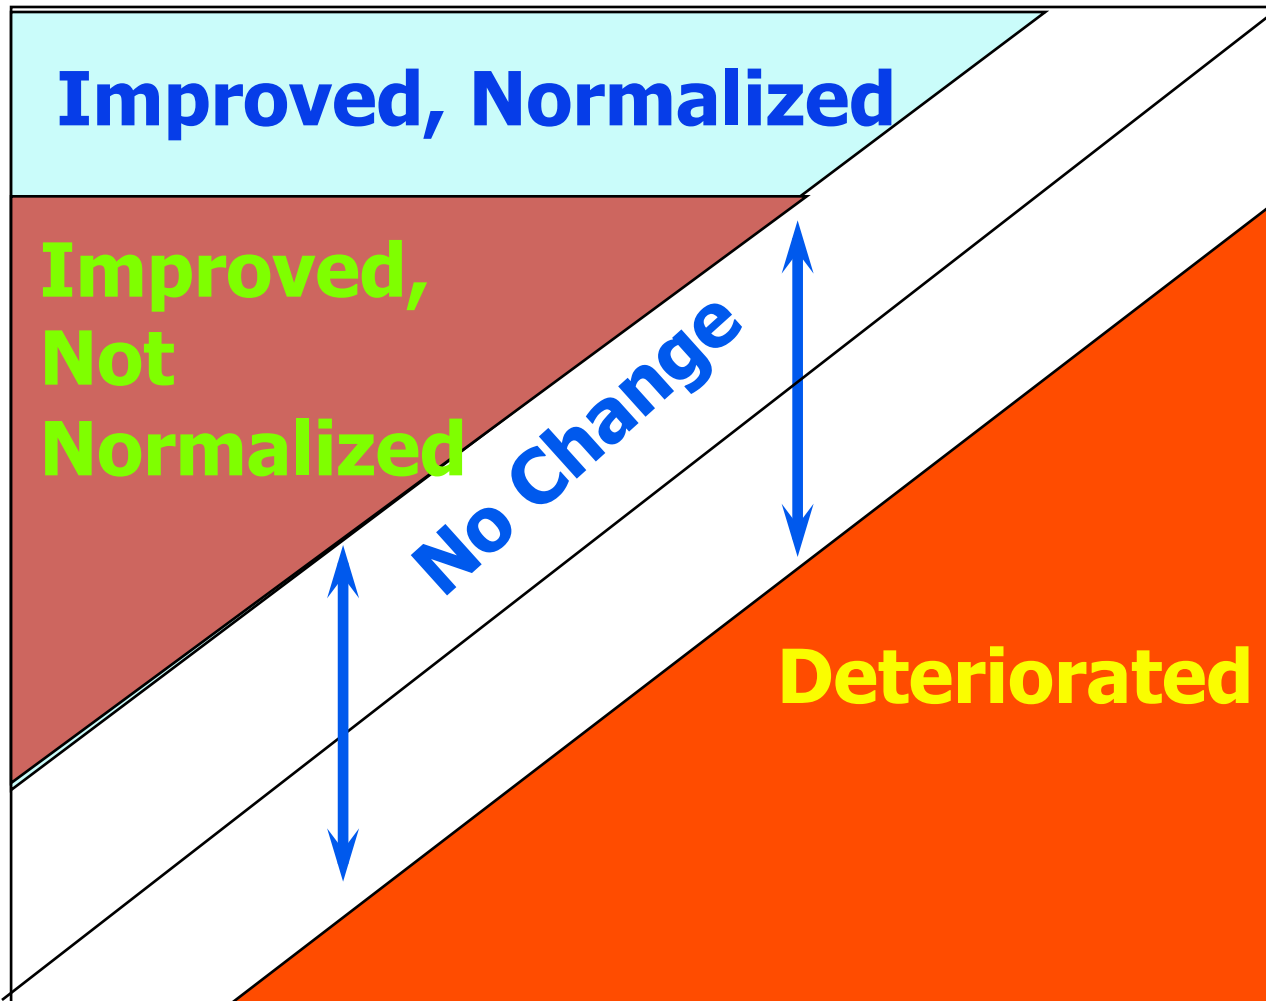 Improved, Normalized
Improved,
Not
Normalized
No Change
Deteriorated